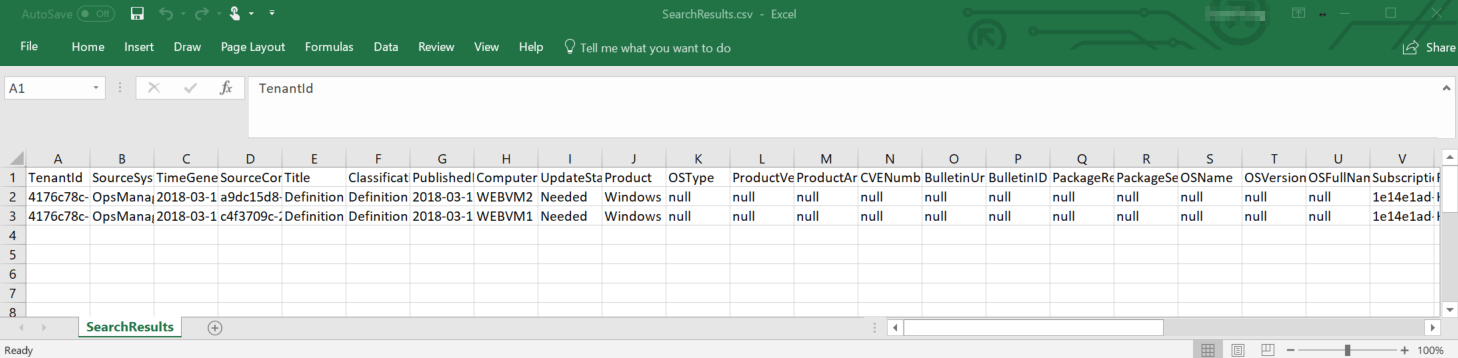 AutoSave Off SearchResults.csv - Excel
File Home Insert Draw Page Layout Formulas Data Review View Help Tell me what you want to do Share
A1 fx TenantId
A B C D E F G H I J K L M N O P Q R S T U V
1 TenantId SourceSys TimeGene SourceCor Title Classificat Published Computer UpdateSta Product OSType ProductVe ProductAr CVENumb BulletinUr BulletinID PackageRe PackageSe OSName OSVersion OSFullNan Subscripti
2 4176c78c- OpsManag 2018-03-1 a9dc15d8- Definition Definition 2018-03-1 WEBVM2 Needed Windows null null null null null null null null null null null 1e14e1ad-
3 4176c78c- OpsManag 2018-03-1 c4f3709c-2 Definition Definition 2018-03-1 WEBVM1 Needed Windows null null null null null null null null null null null 1e14e1ad-
4
5
6
7
8
SearchResults
Ready 100%